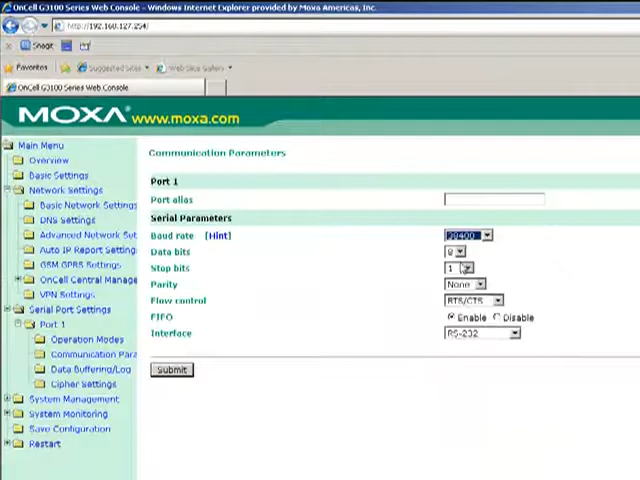 OnCell G3100 Series Web Console - Windows Internet Explorer provided by Moxa Americas, Inc.
http://192.168.127.254/
SnagIt
Favorites Suggested Sites Web Slice Gallery
OnCell G3100 Series Web Console
MOXA www.moxa.com
Main Menu
Overview
Basic Settings
Network Settings
Basic Network Settings
DNS Settings
Advanced Network Set
Auto IP Report Setting
GSM GPRS Settings
OnCell Central Manage
VPN Settings
Serial Port Settings
Port 1
Operation Modes
Communication Para
Data Buffering/Log
Cipher Settings
System Management
System Monitoring
Save Configuration
Restart
Communication Parameters
Port 1
Port alias
Serial Parameters
Baud rate [Hint] 38400
Data bits 8
Stop bits 1
Parity None
Flow control RTS/CTS
FIFO Enable Disable
Interface RS-232
Submit